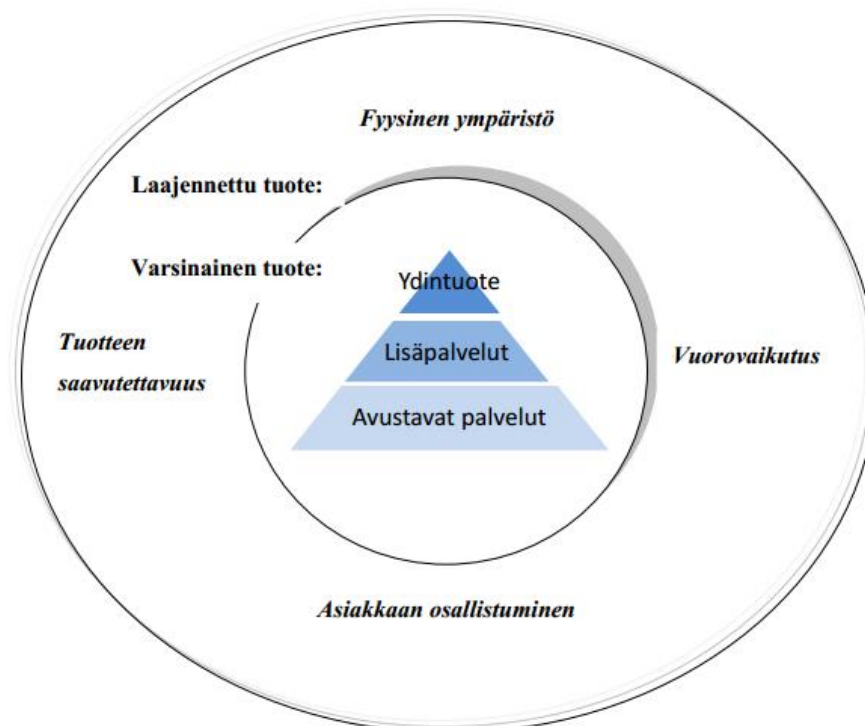 Fyysinen ympäristö
Laajennettu tuote:
Varsinainen tuote:
Ydintuote
Tuotteen
saavutettavuus
Lisäpalvelut
Vuorovaikutus
Avustavat palvelut
Asiakkaan osallistuminen